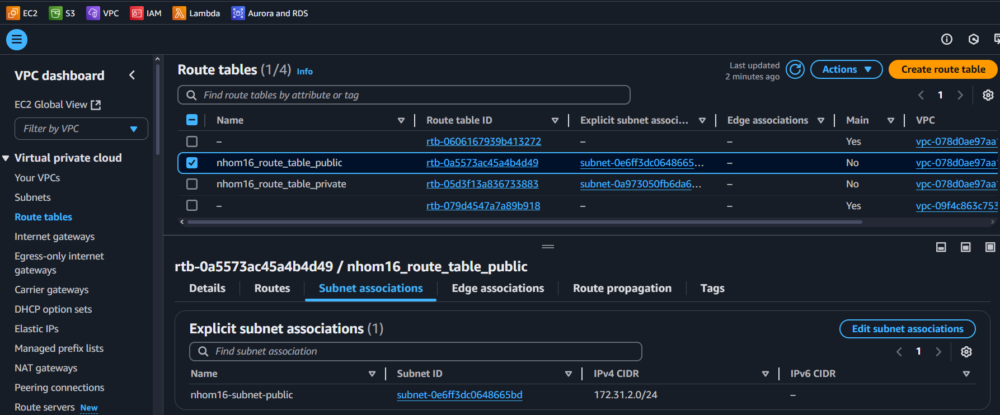 EC2 S3 VPC IAM Lambda Aurora and RDS
VPC dashboard
EC2 Global View
Filter by VPC
Virtual private cloud
Your VPCs
Subnets
Route tables
Internet gateways
Egress-only internet
gateways
Carrier gateways
DHCP option sets
Elastic IPs
Managed prefix lists
NAT gateways
Peering connections
Route servers New
Route tables (1/4) Info
Last updated
2 minutes ago
Actions
Create route table
Find route tables by attribute or tag
1
Name Route table ID Explicit subnet associ... Edge associations Main VPC
– rtb-0606167939b413272 – – Yes vpc-078d0ae97aa
nhom16_route_table_public rtb-0a5573ac45a4b4d49 subnet-0e6ff3dc0648665... – No vpc-078d0ae97aa
nhom16_route_table_private rtb-05d3f13a836733883 subnet-0a973050fb6da6... – No vpc-078d0ae97aa
– rtb-079d4547a7a89b918 – – Yes vpc-09f4c863c753
rtb-0a5573ac45a4b4d49 / nhom16_route_table_public
Details Routes Subnet associations Edge associations Route propagation Tags
Explicit subnet associations (1)
Edit subnet associations
Find subnet association
1
Name Subnet ID IPv4 CIDR IPv6 CIDR
nhom16-subnet-public subnet-0e6ff3dc0648665bd 172.31.2.0/24 –